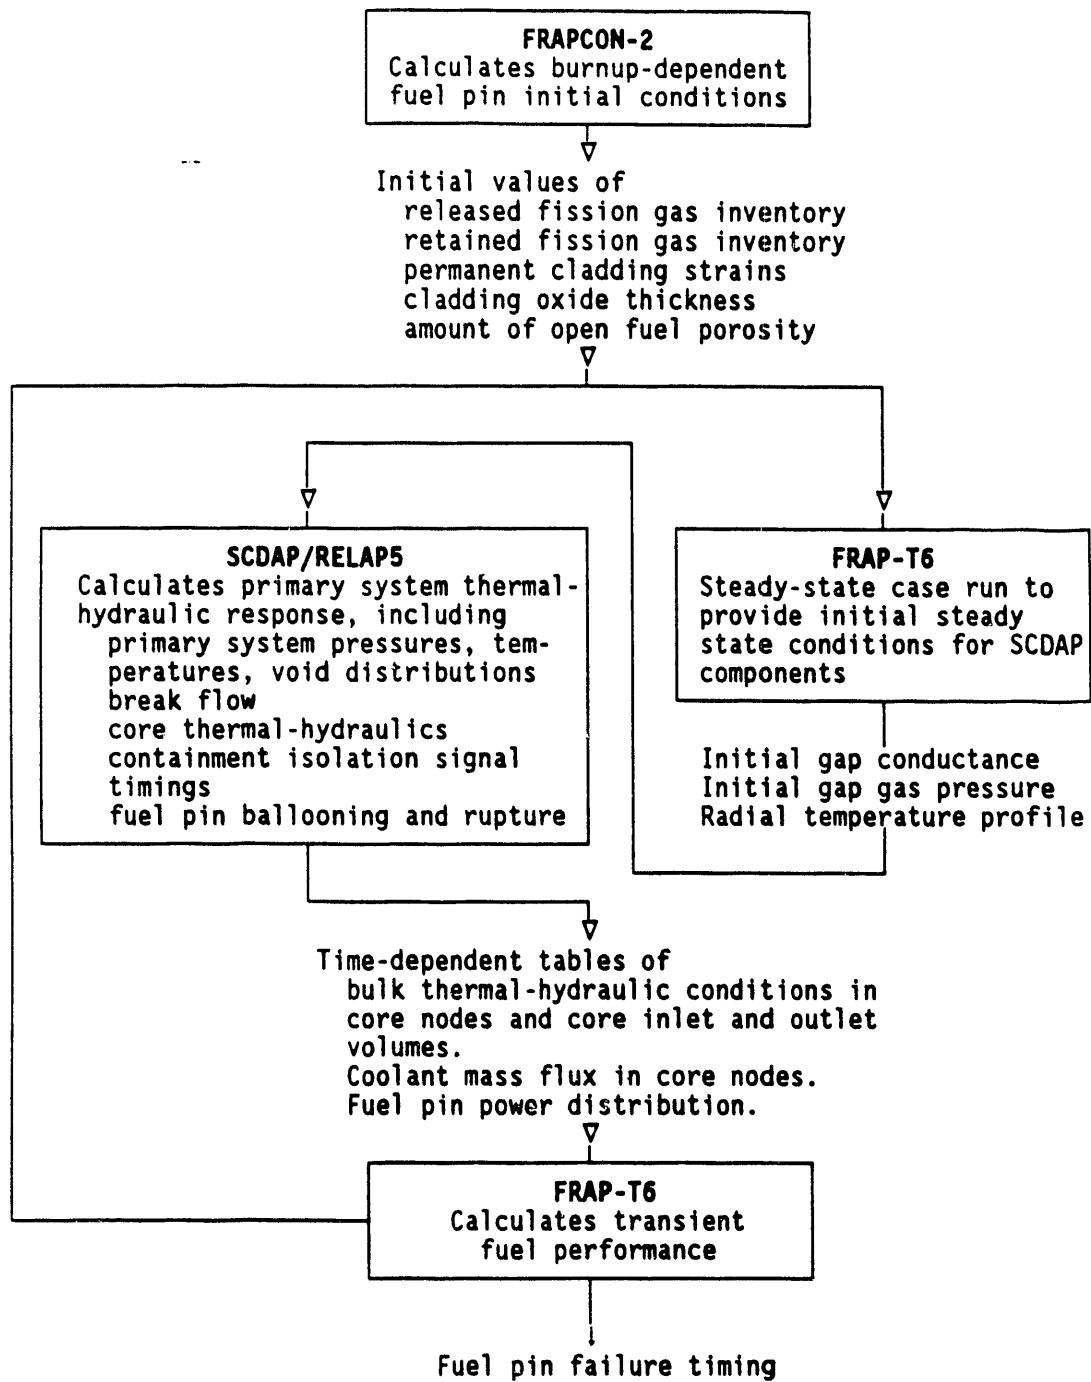 FRAPCON-2
Calculates burnup-dependent
fuel pin initial conditions
Initial values of
released fission gas inventory
retained fission gas inventory
permanent cladding strains
cladding oxide thickness
amount of open fuel porosity
SCDAP/RELAP5
Calculates primary system thermal-
hydraulic response, including
primary system pressures, tem-
peratures, void distributions
break flow
core thermal-hydraulics
containment isolation signal
timings
fuel pin ballooning and rupture
FRAP-T6
Steady-state case run to
provide initial steady
state conditions for SCDAP
components
Initial gap conductance
Initial gap gas pressure
Radial temperature profile
Time-dependent tables of
bulk thermal-hydraulic conditions in
core nodes and core inlet and outlet
volumes.
Coolant mass flux in core nodes.
Fuel pin power distribution.
FRAP-T6
Calculates transient
fuel performance
Fuel pin failure timing